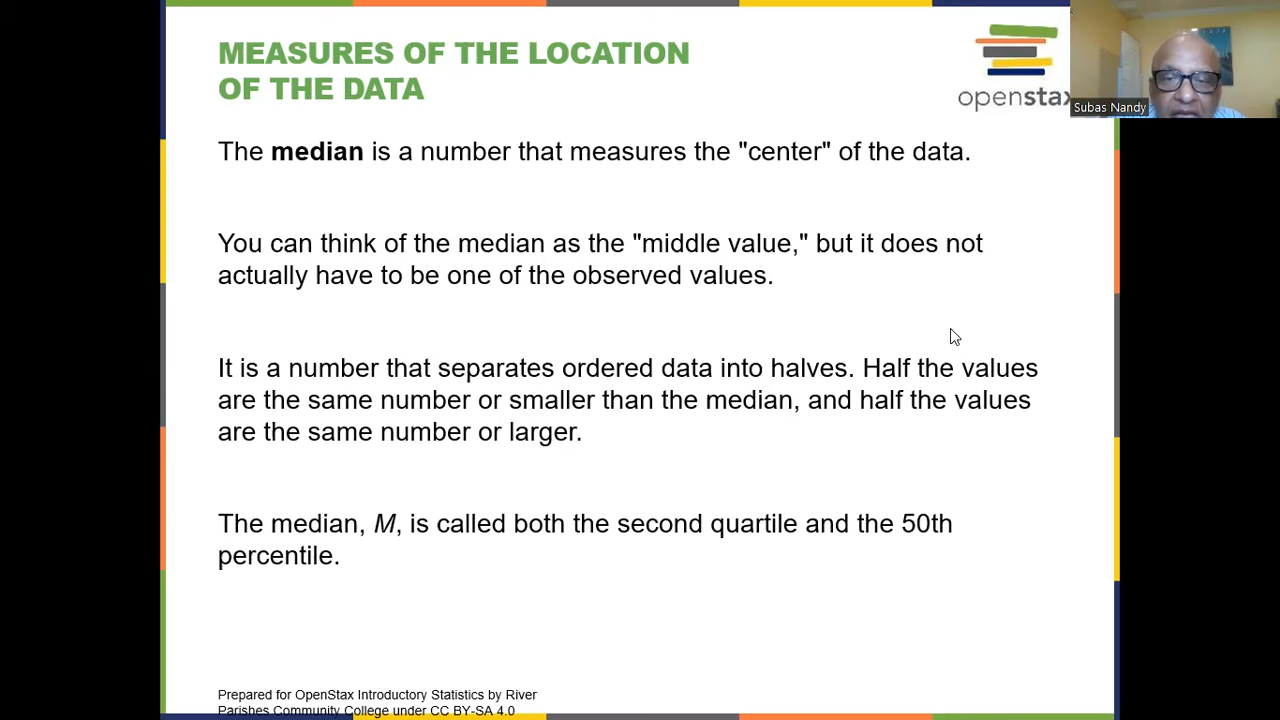 MEASURES OF THE LOCATION
OF THE DATA
openstax
Subas Nandy
The median is a number that measures the "center" of the data.
You can think of the median as the "middle value," but it does not
actually have to be one of the observed values.
It is a number that separates ordered data into halves. Half the values
are the same number or smaller than the median, and half the values
are the same number or larger.
The median, M, is called both the second quartile and the 50th
percentile.
Prepared for OpenStax Introductory Statistics by River
Parishes Community College under CC BY-SA 4.0